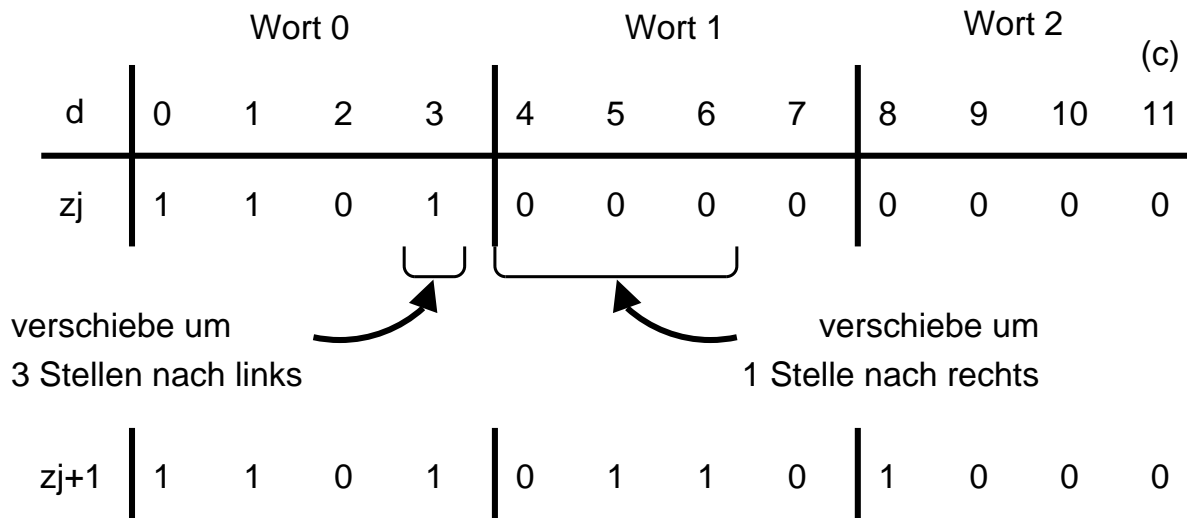 Wort 0 Wort 1 Wort 2
(c)
d 0 1 2 3 4 5 6 7 8 9 10 11
zj 1 1 0 1 0 0 0 0 0 0 0 0
verschiebe um verschiebe um
3 Stellen nach links 1 Stelle nach rechts
zj+1 1 1 0 1 0 1 1 0 1 0 0 0